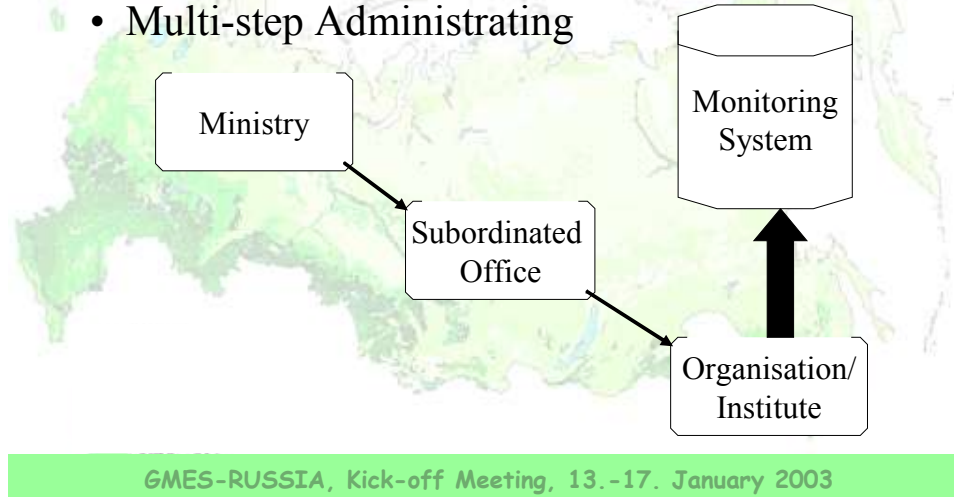 • Multi-step Administrating
Ministry
Monitoring
System
Subordinated
Office
Organisation/
Institute
GMES-RUSSIA, Kick-off Meeting, 13.-17. January 2003